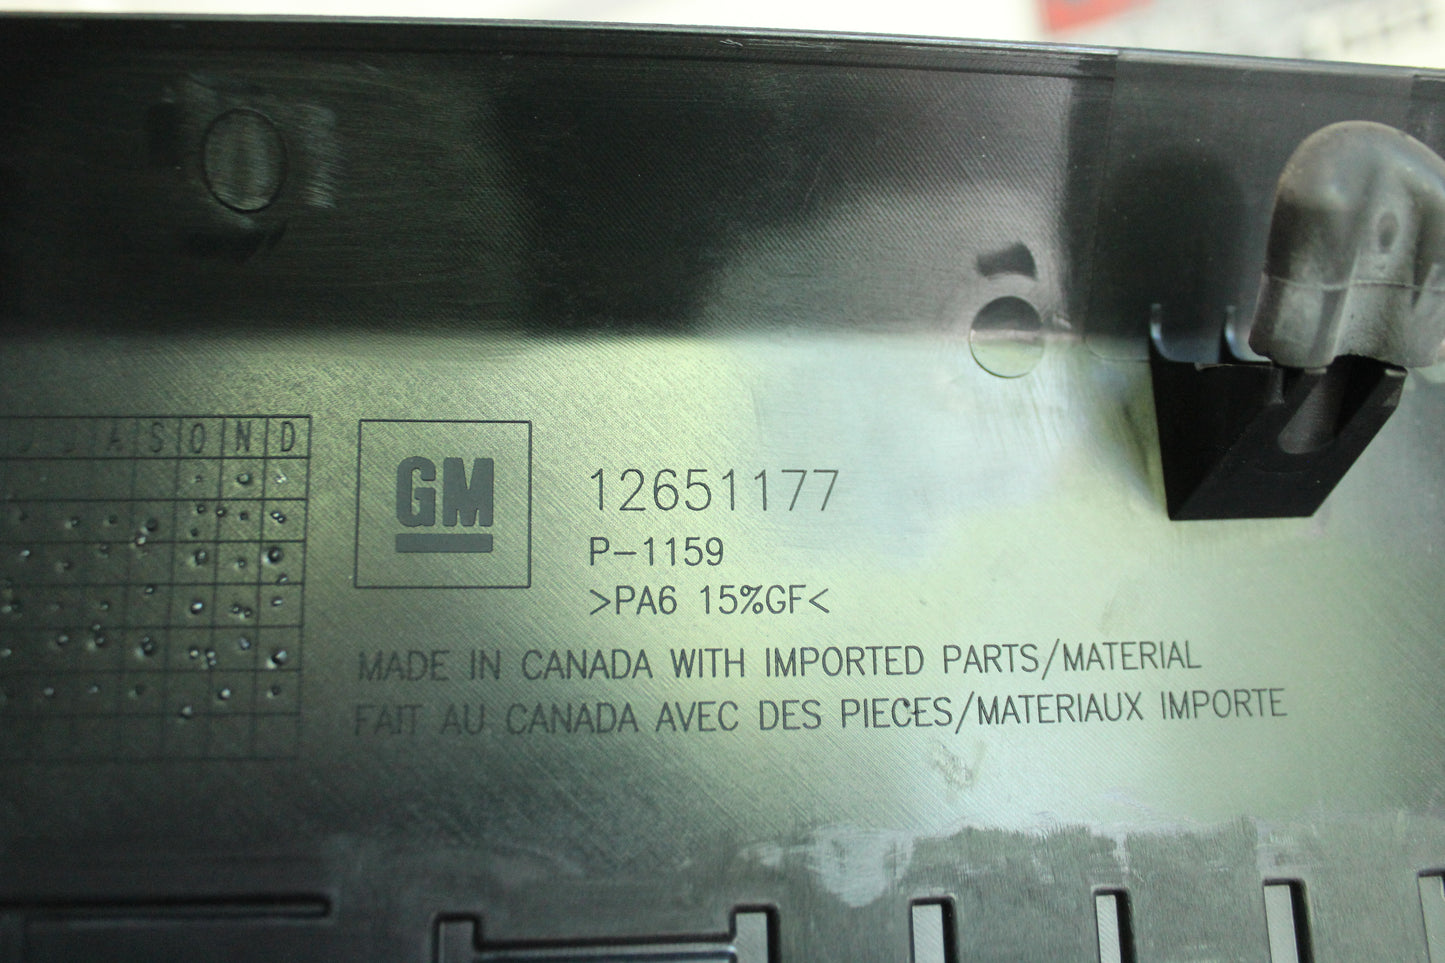 J J A S O N D
GM
12651177
P-1159
>PA6 15%GF<
MADE IN CANADA WITH IMPORTED PARTS/MATERIAL
FAIT AU CANADA AVEC DES PIECES/MATERIAUX IMPORTE